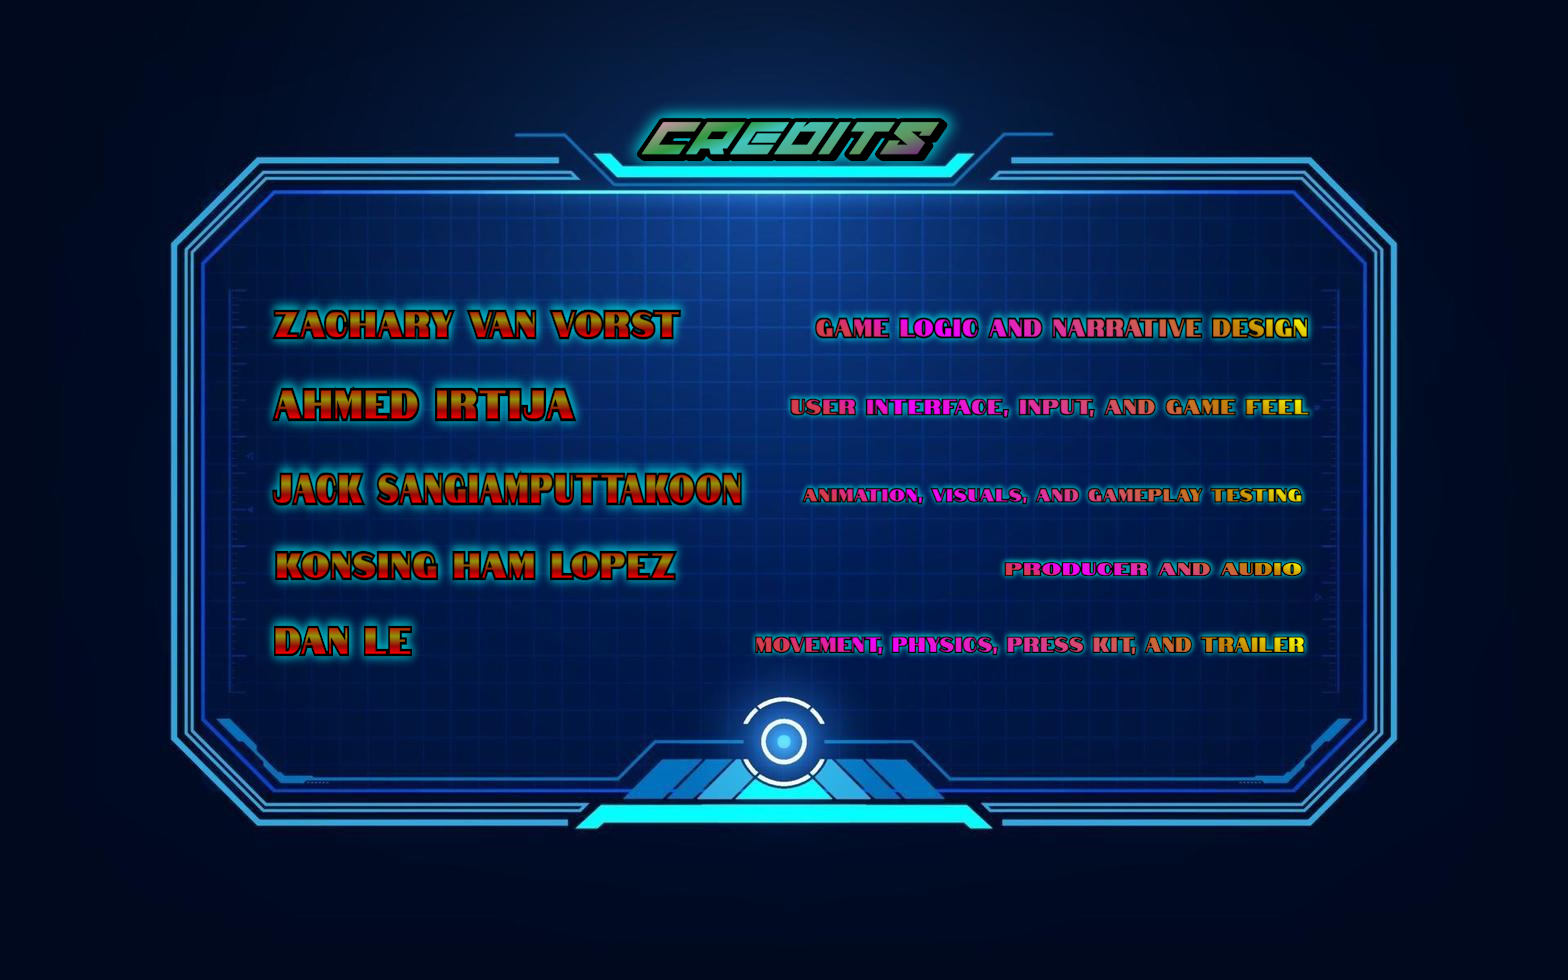 CREDITS
ZACHARY VAN VORST GAME LOGIC AND NARRATIVE DESIGN
AHMED IRTIJA USER INTERFACE, INPUT, AND GAME FEEL
JACK SANGIAMPUTTAKOON ANIMATION, VISUALS, AND GAMEPLAY TESTING
KONSING HAM LOPEZ PRODUCER AND AUDIO
DAN LE MOVEMENT, PHYSICS, PRESS KIT, AND TRAILER